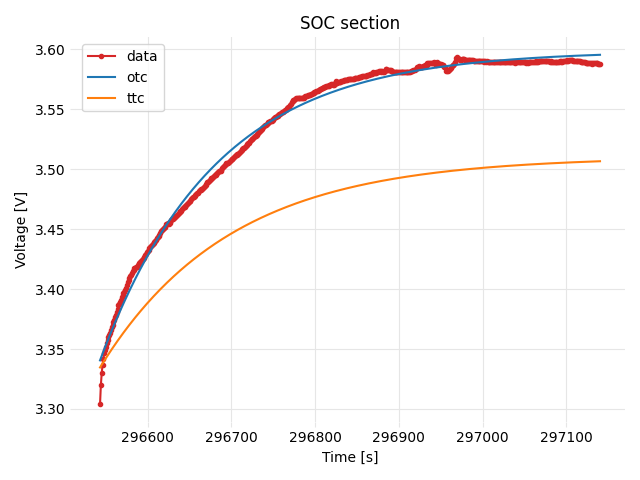 SOC section
data
otc
ttc
Voltage [V]
3.60
3.55
3.50
3.45
3.40
3.35
3.30
296600 296700 296800 296900 297000 297100
Time [s]